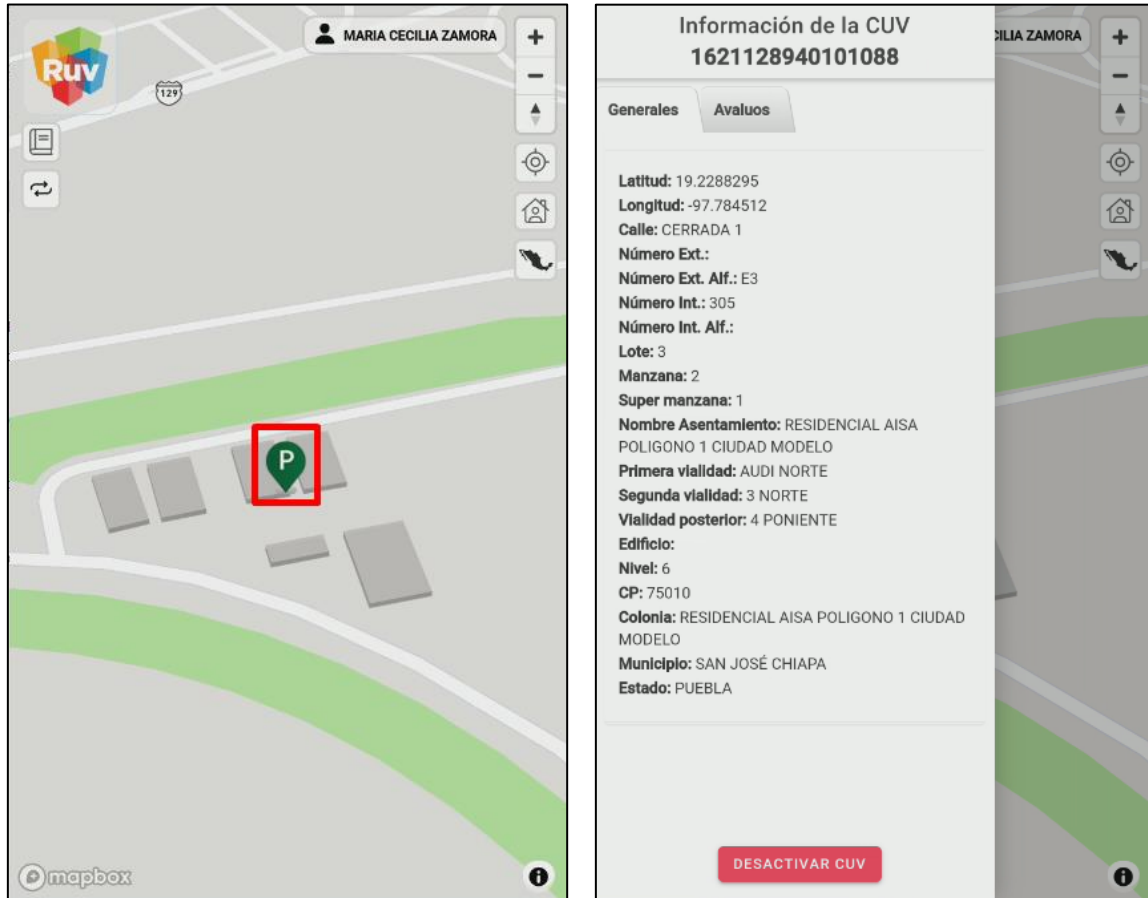 Ruv
MARIA CECILIA ZAMORA
+
−
129
P
mapbox
i
Información de la CUV
1621128940101088
Generales
Avaluos
Latitud: 19.2288295
Longitud: -97.784512
Calle: CERRADA 1
Número Ext.:
Número Ext. Alf.: E3
Número Int.: 305
Número Int. Alf.:
Lote: 3
Manzana: 2
Super manzana: 1
Nombre Asentamiento: RESIDENCIAL AISA
POLIGONO 1 CIUDAD MODELO
Primera vialidad: AUDI NORTE
Segunda vialidad: 3 NORTE
Vialidad posterior: 4 PONIENTE
Edificio:
Nivel: 6
CP: 75010
Colonia: RESIDENCIAL AISA POLIGONO 1 CIUDAD
MODELO
Municipio: SAN JOSÉ CHIAPA
Estado: PUEBLA
DESACTIVAR CUV
CILIA ZAMORA
+
−
i